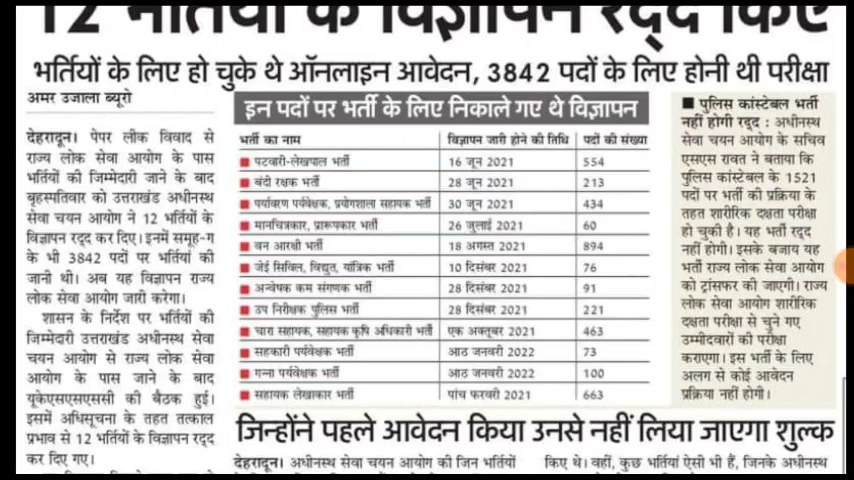 12 भर्तियों के विज्ञापन रद्द किए
भर्तियों के लिए हो चुके थे ऑनलाइन आवेदन, 3842 पदों के लिए होनी थी परीक्षा
अमर उजाला ब्यूरो
देहरादून। पेपर लीक विवाद से
राज्य लोक सेवा आयोग के पास
भर्तियों की जिम्मेदारी जाने के बाद
बृहस्पतिवार को उत्तराखंड अधीनस्थ
सेवा चयन आयोग ने 12 भर्तियों के
विज्ञापन रद्द कर दिए। इनमें समूह-ग
के भी 3842 पदों पर भर्तियां की
जानी थी। अब यह विज्ञापन राज्य
लोक सेवा आयोग जारी करेगा।
शासन के निर्देश पर भर्तियों की
जिम्मेदारी उत्तराखंड अधीनस्थ सेवा
चयन आयोग से राज्य लोक सेवा
आयोग के पास जाने के बाद
यूकेएसएसएससी की बैठक हुई।
इसमें अधिसूचना के तहत तत्काल
प्रभाव से 12 भर्तियों के विज्ञापन रद्द
कर दिए गए।
इन पदों पर भर्ती के लिए निकाले गए थे विज्ञापन
भर्ती का नाम विज्ञापन जारी होने की तिथि पदों की संख्या
पटवारी-लेखपाल भर्ती 16 जून 2021 554
बंदी रक्षक भर्ती 28 जून 2021 213
पर्यावरण पर्यवेक्षक, प्रयोगशाला सहायक भर्ती 30 जून 2021 434
मानचित्रकार, प्रारूपकार भर्ती 26 जुलाई 2021 60
वन आरक्षी भर्ती 18 अगस्त 2021 894
जेई सिविल, विद्युत, यांत्रिक भर्ती 10 दिसंबर 2021 76
अन्वेषक कम संगणक भर्ती 28 दिसंबर 2021 91
उप निरीक्षक पुलिस भर्ती 28 दिसंबर 2021 221
चारा सहायक, सहायक कृषि अधिकारी भर्ती एक अक्तूबर 2021 463
सहकारी पर्यवेक्षक भर्ती आठ जनवरी 2022 73
गन्ना पर्यवेक्षक भर्ती आठ जनवरी 2022 100
सहायक लेखाकार भर्ती पांच फरवरी 2021 663
■ पुलिस कांस्टेबल भर्ती
नहीं होगी रद्द : अधीनस्थ
सेवा चयन आयोग के सचिव
एसएस रावत ने बताया कि
पुलिस कांस्टेबल के 1521
पदों पर भर्ती की प्रक्रिया के
तहत शारीरिक दक्षता परीक्षा
हो चुकी है। यह भर्ती रद्द
नहीं होगी। इसके बजाय यह
भर्ती राज्य लोक सेवा आयोग
को ट्रांसफर की जाएगी। राज्य
लोक सेवा आयोग शारीरिक
दक्षता परीक्षा से चुने गए
उम्मीदवारों की परीक्षा
कराएगा। इस भर्ती के लिए
अलग से कोई आवेदन
प्रक्रिया नहीं होगी।
जिन्होंने पहले आवेदन किया उनसे नहीं लिया जाएगा शुल्क
देहरादून। अधीनस्थ सेवा चयन आयोग की जिन भर्तियों
किए थे। वहीं, कुछ भर्तियां ऐसी भी हैं, जिनके अधीनस्थ